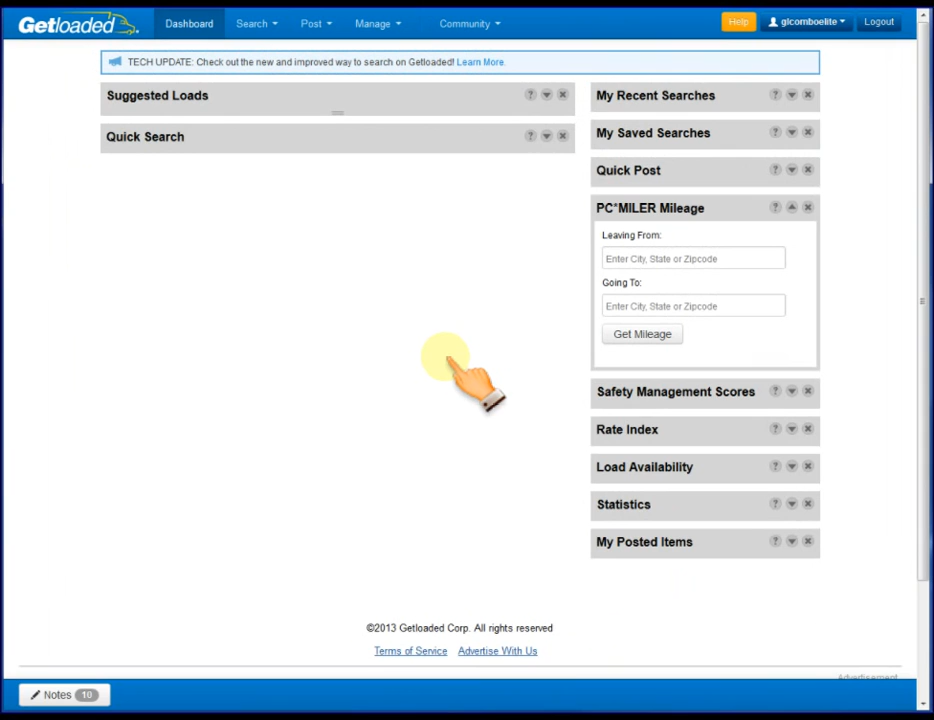 Getloaded
Dashboard
Search
Post
Manage
Community
Help
glcomboelite
Logout
TECH UPDATE: Check out the new and improved way to search on Getloaded! Learn More.
Suggested Loads
?
Quick Search
?
My Recent Searches
?
My Saved Searches
?
Quick Post
?
PC*MILER Mileage
?
Leaving From:
Enter City, State or Zipcode
Going To:
Enter City, State or Zipcode
Get Mileage
Safety Management Scores
?
Rate Index
?
Load Availability
?
Statistics
?
My Posted Items
?
©2013 Getloaded Corp. All rights reserved
Terms of Service Advertise With Us
Advertisement
Notes 10